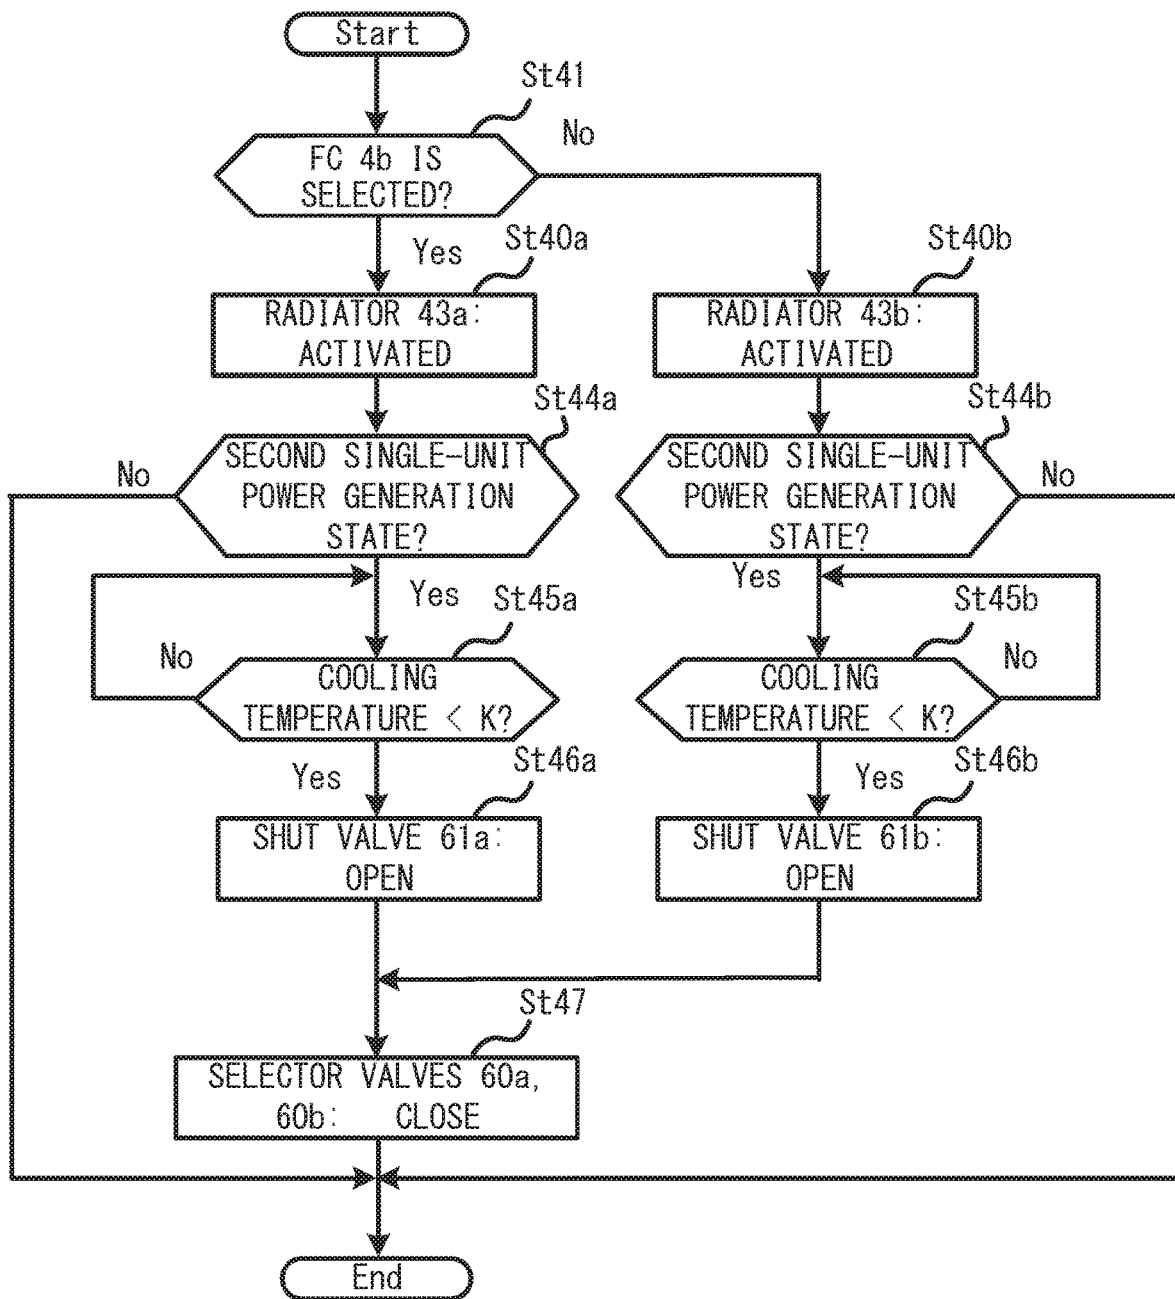 Start
St41
No
FC 4b IS
SELECTED?
Yes
St40a
St40b
RADIATOR 43a:
ACTIVATED
RADIATOR 43b:
ACTIVATED
St44a
St44b
No
SECOND SINGLE-UNIT
POWER GENERATION
STATE?
SECOND SINGLE-UNIT
POWER GENERATION
STATE?
No
Yes
Yes
St45a
St45b
No
COOLING
TEMPERATURE < K?
COOLING
TEMPERATURE < K?
No
Yes
St46a
Yes
St46b
SHUT VALVE 61a:
OPEN
SHUT VALVE 61b:
OPEN
St47
SELECTOR VALVES 60a,
60b: CLOSE
End